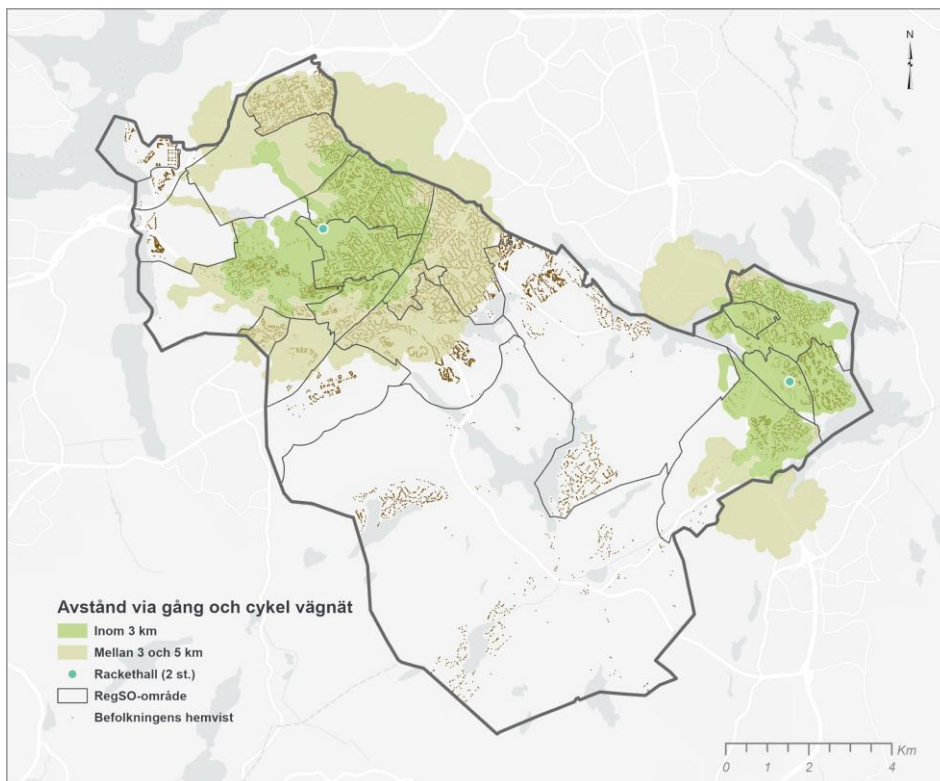 N
Avstånd via gång och cykel vägnät
Inom 3 km
Mellan 3 och 5 km
Rackethall (2 st.)
RegSO-område
Befolkningens hemvist
Km
0 1 2 4